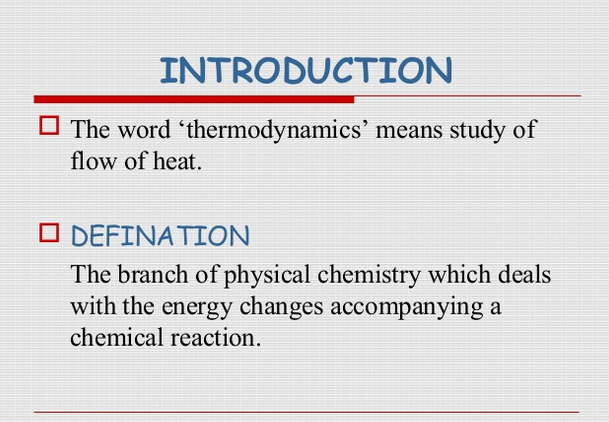 INTRODUCTION
The word ‘thermodynamics’ means study of
flow of heat.
DEFINATION
The branch of physical chemistry which deals
with the energy changes accompanying a
chemical reaction.